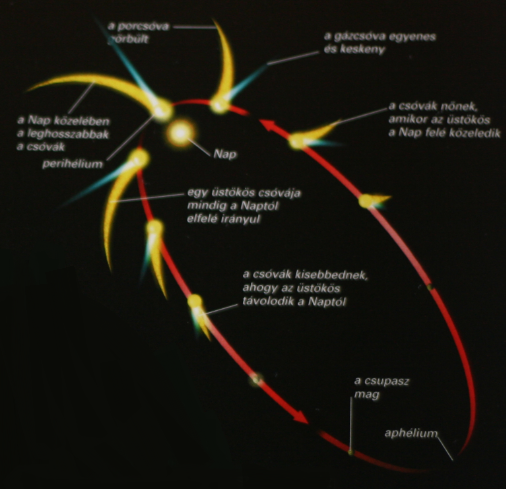 a porcsóva
görbült
a gázcsóva egyenes
és keskeny
a csóvák nőnek,
amikor az üstökös
a Nap felé közeledik
a Nap közelében
a leghosszabbak
a csóvák
perihélium
Nap
egy üstökös csóvája
mindig a Naptól
elfelé irányul
a csóvák kisebbednek,
ahogy az üstökös
távolodik a Naptól
a csupasz
mag
aphélium